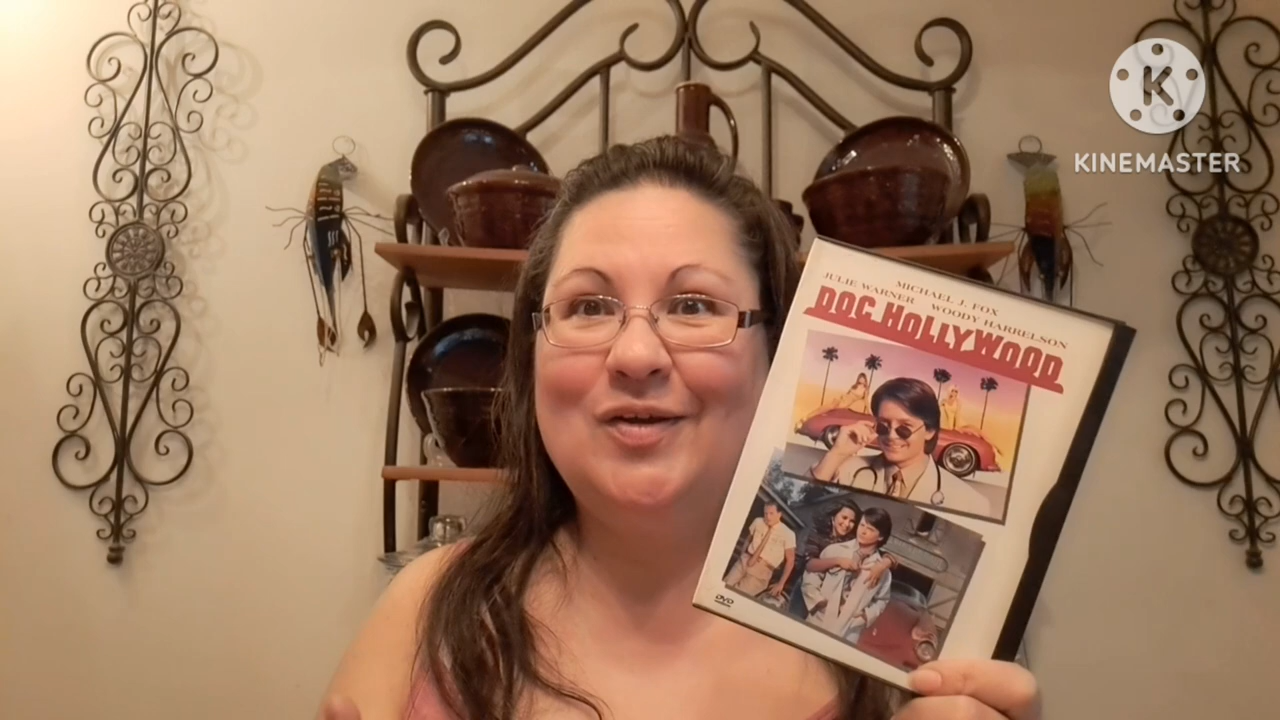 K
KINEMASTER
MICHAEL J. FOX
JULIE WARNER WOODY HARRELSON
DOC HOLLYWOOD
DVD